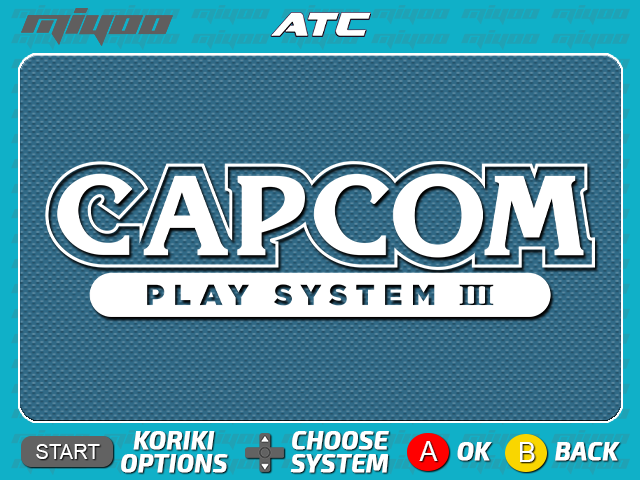 miyoo
ATC
CAPCOM
PLAY SYSTEM III
START
KORIKI
OPTIONS
CHOOSE
SYSTEM
A
OK
B
BACK